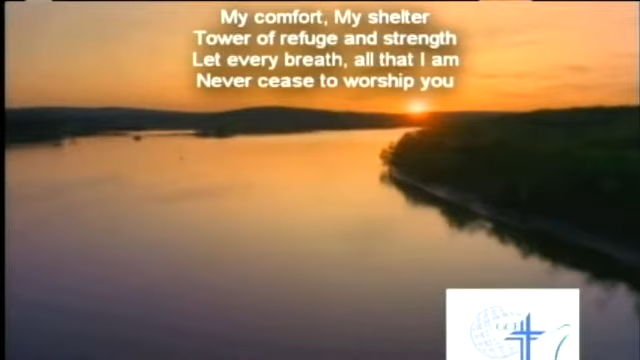 My comfort, My shelter
Tower of refuge and strength
Let every breath, all that I am
Never cease to worship you